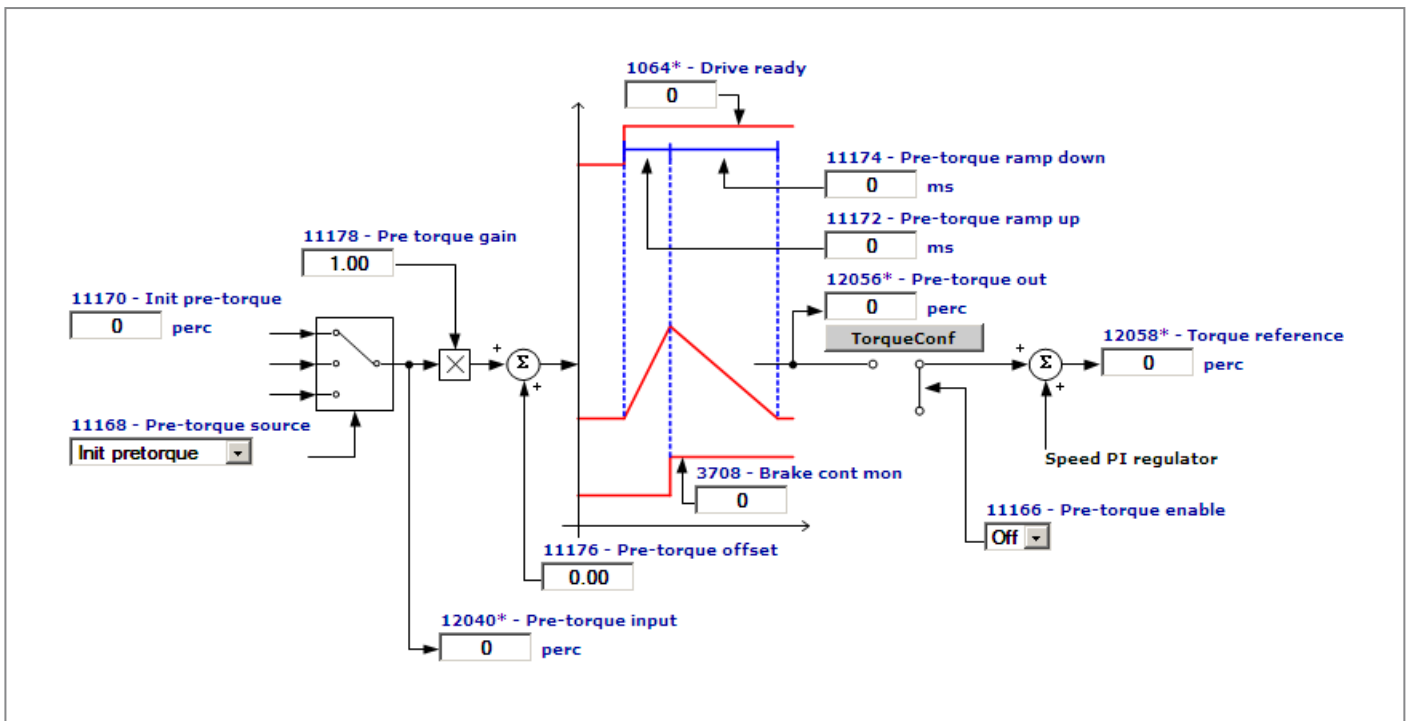 1064* - Drive ready
0
11174 - Pre-torque ramp down
0 ms
11172 - Pre-torque ramp up
0 ms
11178 - Pre torque gain
1.00
12056* - Pre-torque out
0 perc
11170 - Init pre-torque
0 perc
TorqueConf
12058* - Torque reference
0 perc
+
Σ
+
+
Σ
+
11168 - Pre-torque source
Init pretorque
Speed PI regulator
3708 - Brake cont mon
0
11166 - Pre-torque enable
Off
11176 - Pre-torque offset
0.00
12040* - Pre-torque input
0 perc